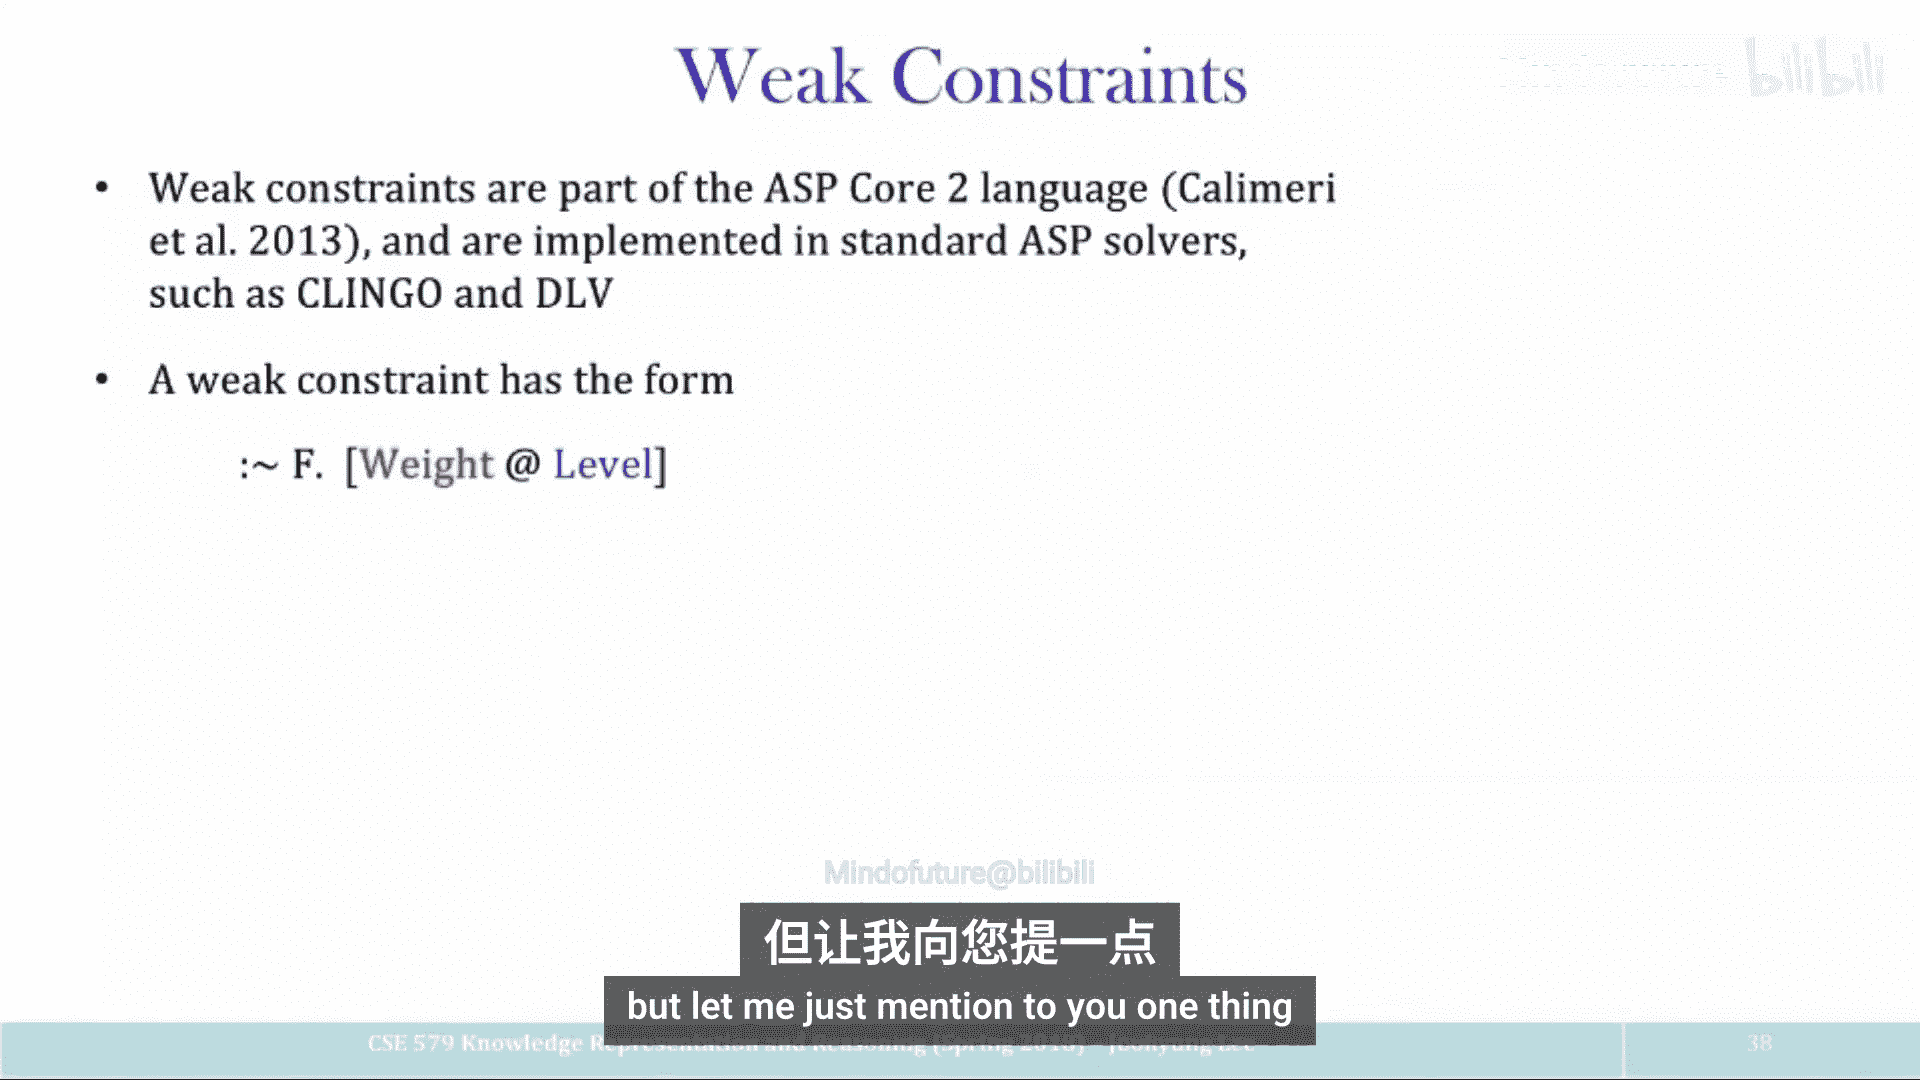 Weak Constraints
bilibili
• Weak constraints are part of the ASP Core 2 language (Calimeri
et al. 2013), and are implemented in standard ASP solvers,
such as CLINGO and DLV
• A weak constraint has the form
:~ F. [Weight @ Level]
Mindofuture@bilibili
但让我向您提一点
but let me just mention to you one thing
CSE 579 Knowledge
38